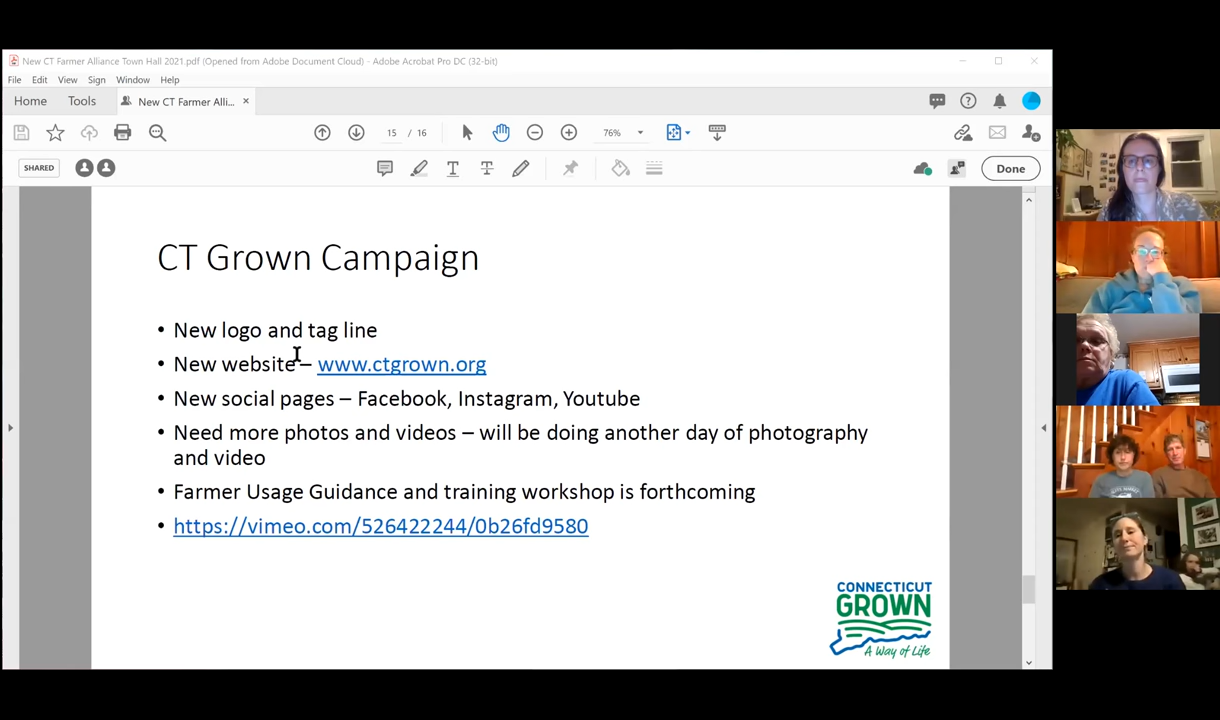 New CT Farmer Alliance Town Hall 2021.pdf (Opened from Adobe Document Cloud) - Adobe Acrobat Pro DC (32-bit)
File Edit View Sign Window Help
Home Tools New CT Farmer Alli... ×
15 / 16 76%
SHARED Done
CT Grown Campaign
• New logo and tag line
• New website – www.ctgrown.org
• New social pages – Facebook, Instagram, Youtube
• Need more photos and videos – will be doing another day of photography
and video
• Farmer Usage Guidance and training workshop is forthcoming
• https://vimeo.com/526422244/0b26fd9580
CONNECTICUT
GROWN
A Way of Life